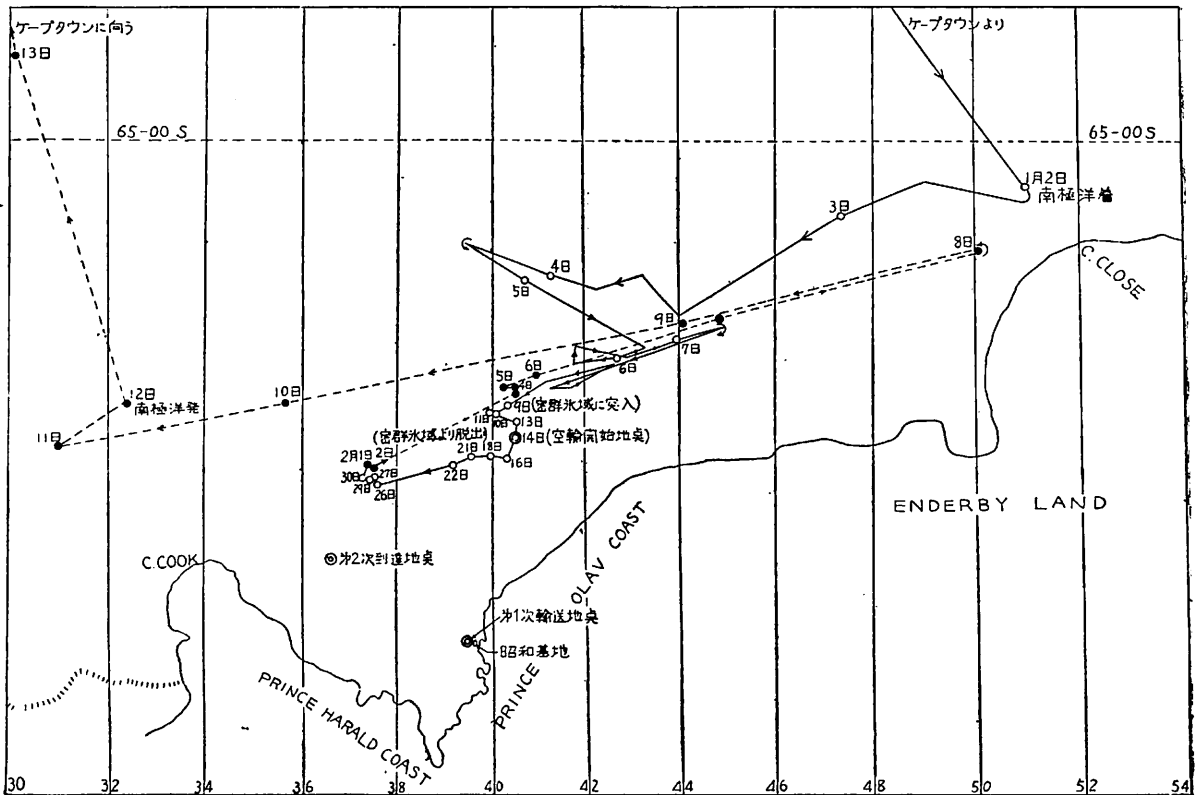 ケープタウンに向う
13日
ケープタウンより
65-00 S
65-00 S
1月2日
南極洋発
3日
8日
C. CLOSE
4日
5日
9日
7日
6日
6日
5日
4日
12日
南極洋発
10日
11日
9日(密群氷域に突入)
11日
10日
13日
(密群氷域より脱出)
14日(空輸開始地点)
21日
18日
16日
22日
2月1日
2日
30日
27日
29日
26日
ENDERBY LAND
C.COOK
第2次到達地点
PRINCE OLAV COAST
第1次輸送地点
昭和基地
PRINCE HARALD COAST
30
32
34
36
38
40
42
44
46
48
50
52
54